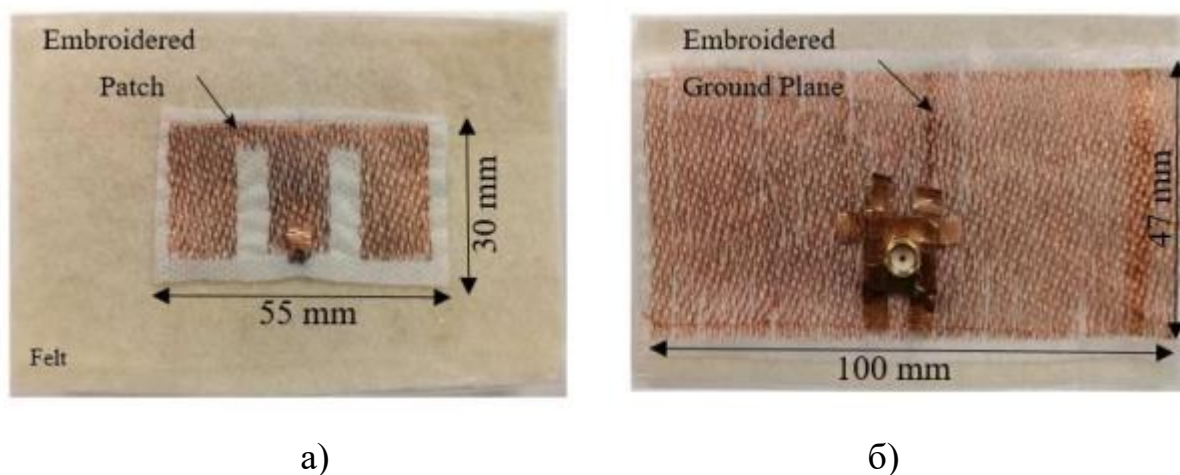 Embroidered
Patch
30 mm
55 mm
Felt
Embroidered
Ground Plane
47 mm
100 mm
а)
б)